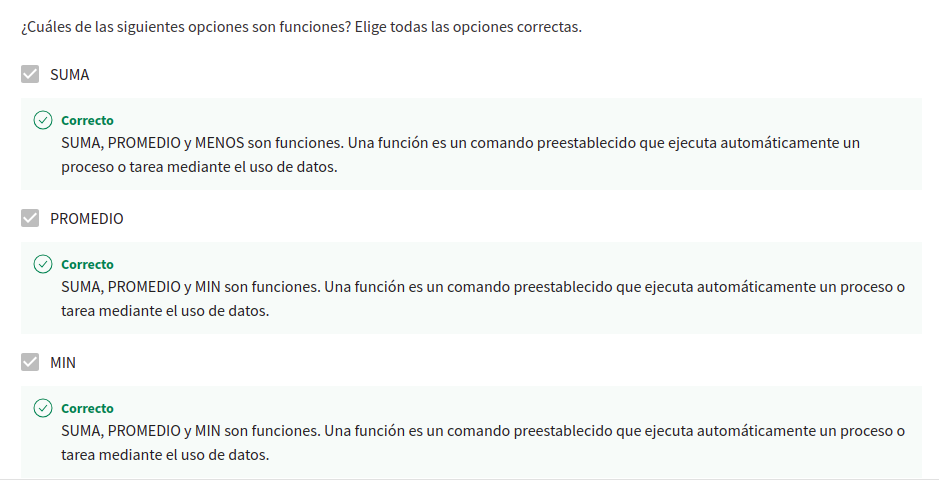 ¿Cuáles de las siguientes opciones son funciones? Elige todas las opciones correctas.
SUMA
Correcto
SUMA, PROMEDIO y MENOS son funciones. Una función es un comando preestablecido que ejecuta automáticamente un
proceso o tarea mediante el uso de datos.
PROMEDIO
Correcto
SUMA, PROMEDIO y MIN son funciones. Una función es un comando preestablecido que ejecuta automáticamente un proceso o
tarea mediante el uso de datos.
MIN
Correcto
SUMA, PROMEDIO y MIN son funciones. Una función es un comando preestablecido que ejecuta automáticamente un proceso o
tarea mediante el uso de datos.